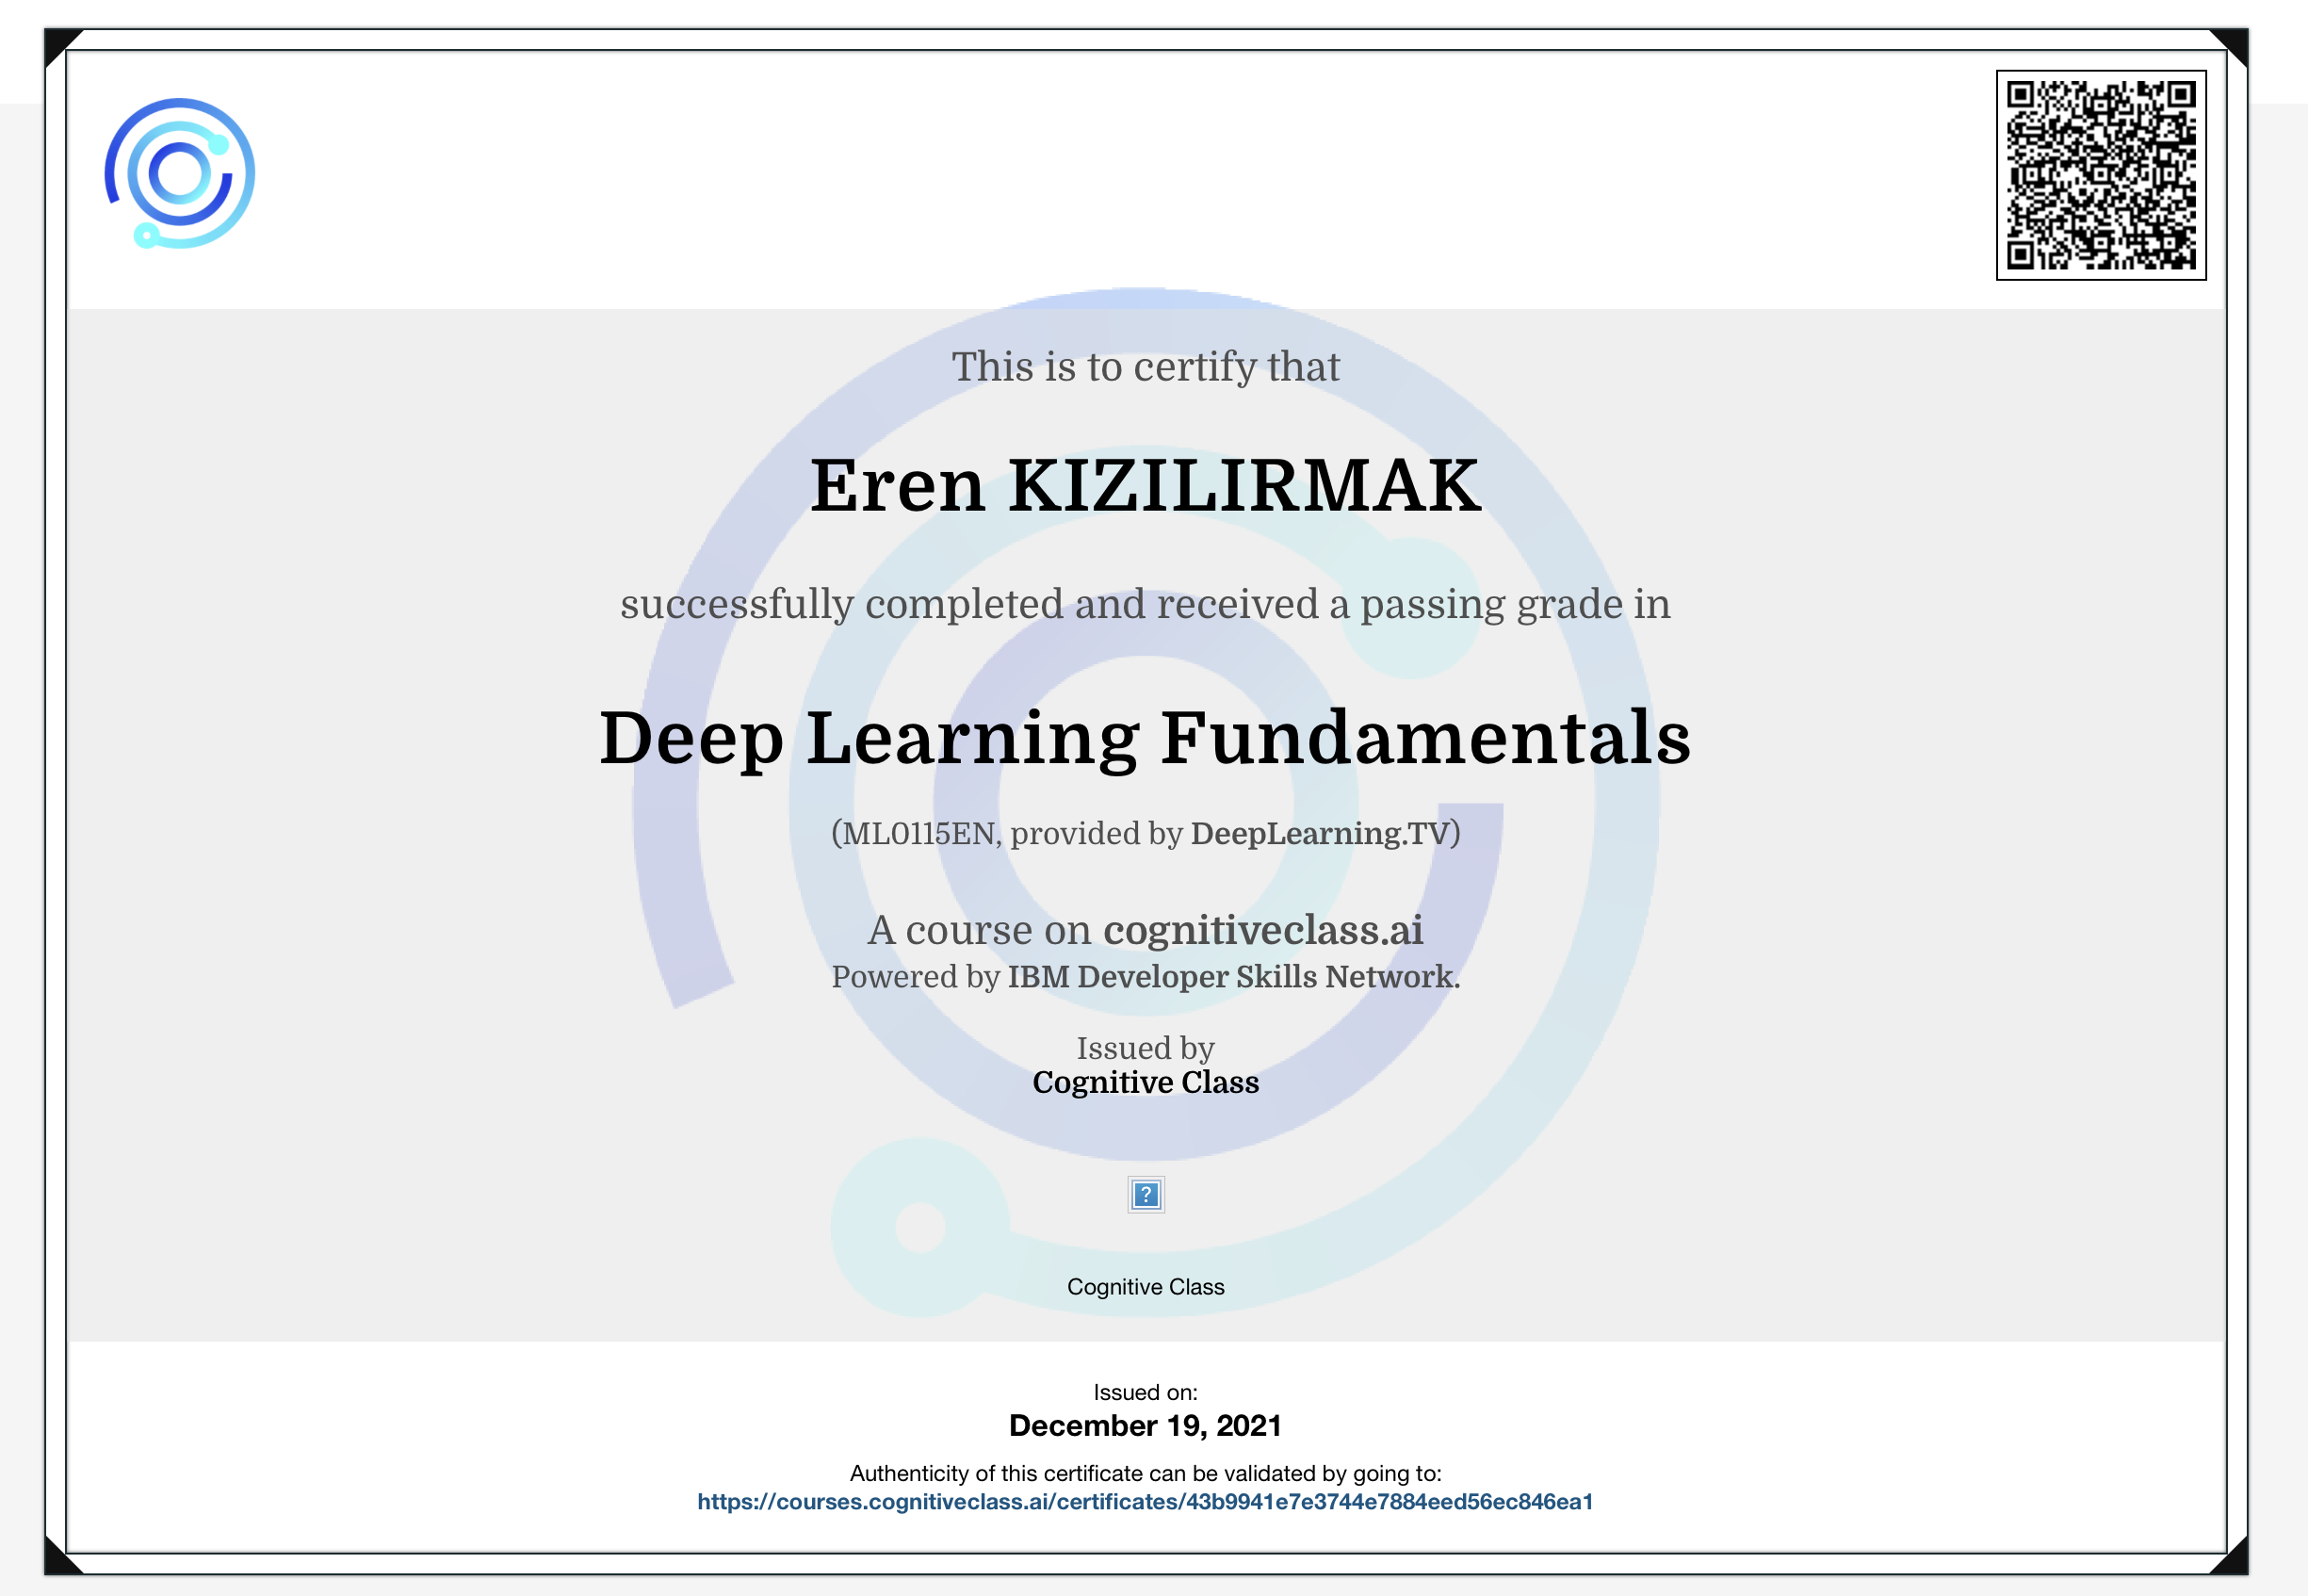 This is to certify that
Eren KIZILIRMAK
successfully completed and received a passing grade in
Deep Learning Fundamentals
(ML0115EN, provided by DeepLearning.TV)
A course on cognitiveclass.ai
Powered by IBM Developer Skills Network.
Issued by
Cognitive Class
?
Cognitive Class
Issued on:
December 19, 2021
Authenticity of this certificate can be validated by going to:
https://courses.cognitiveclass.ai/certificates/43b9941e7e3744e7884eed56ec846ea1